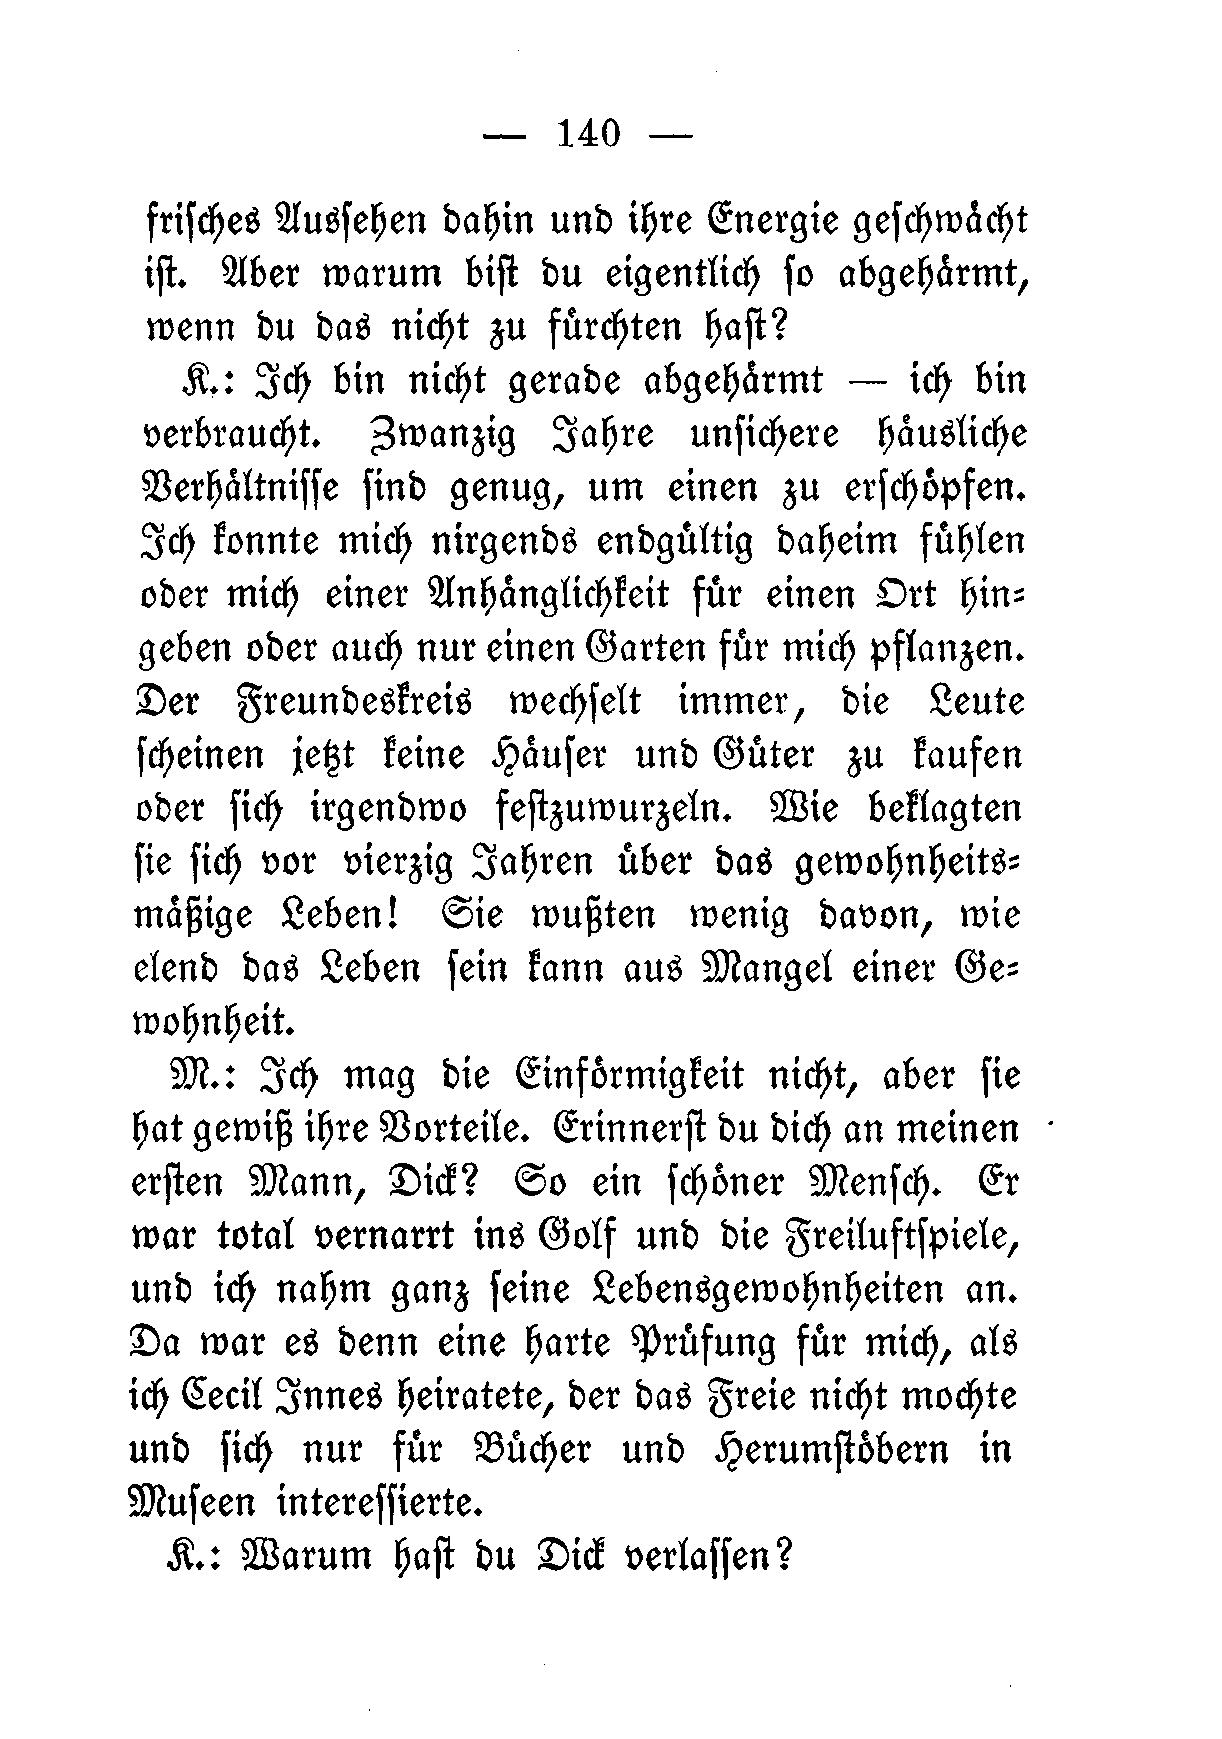 — 140 —
frisches Aussehen dahin und ihre Energie geschwächt
ist. Aber warum bist du eigentlich so abgehärmt,
wenn du das nicht zu fürchten hast?
K.: Ich bin nicht gerade abgehärmt — ich bin
verbraucht. Zwanzig Jahre unsichere häusliche
Verhältnisse sind genug, um einen zu erschöpfen.
Ich konnte mich nirgends endgültig daheim fühlen
oder mich einer Anhänglichkeit für einen Ort hin-
geben oder auch nur einen Garten für mich pflanzen.
Der Freundeskreis wechselt immer, die Leute
scheinen jetzt keine Häuser und Güter zu kaufen
oder sich irgendwo festzuwurzeln. Wie beklagten
sie sich vor vierzig Jahren über das gewohnheits-
mäßige Leben! Sie wußten wenig davon, wie
elend das Leben sein kann aus Mangel einer Ge-
wohnheit.
M.: Ich mag die Einförmigkeit nicht, aber sie
hat gewiß ihre Vorteile. Erinnerst du dich an meinen
ersten Mann, Dick? So ein schöner Mensch. Er
war total vernarrt ins Golf und die Freiluftspiele,
und ich nahm ganz seine Lebensgewohnheiten an.
Da war es denn eine harte Prüfung für mich, als
ich Cecil Innes heiratete, der das Freie nicht mochte
und sich nur für Bücher und Herumstöbern in
Museen interessierte.
K.: Warum hast du Dick verlassen?